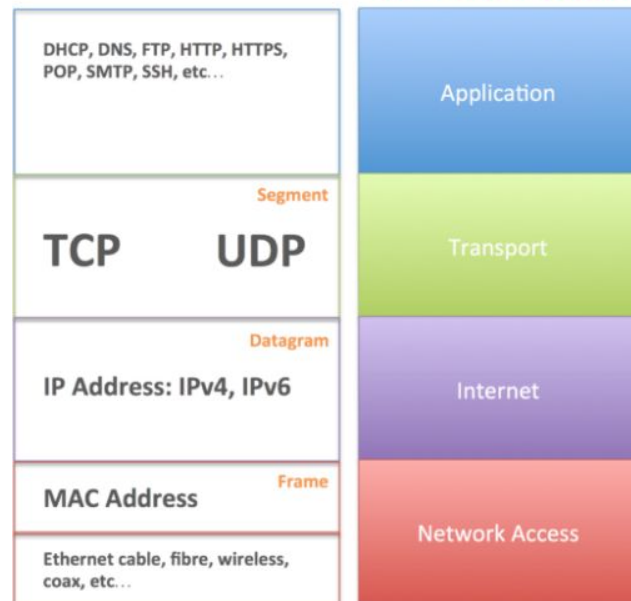 DHCP, DNS, FTP, HTTP, HTTPS,
POP, SMTP, SSH, etc...
Application
Segment
TCP UDP
Transport
Datagram
IP Address: IPv4, IPv6
Internet
Frame
MAC Address
Network Access
Ethernet cable, fibre, wireless,
coax, etc...